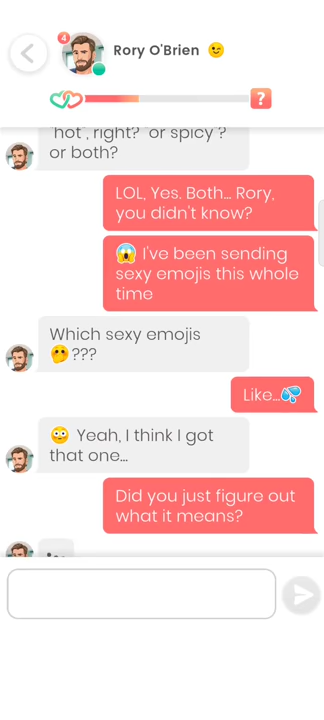 4
Rory O'Brien 😉
?
"hot", right? "or spicy"?
or both?
LOL, Yes. Both... Rory,
you didn't know?
😱 I've been sending
sexy emojis this whole
time
Which sexy emojis
🤭???
Like...💦
😳 Yeah, I think I got
that one...
Did you just figure out
what it means?